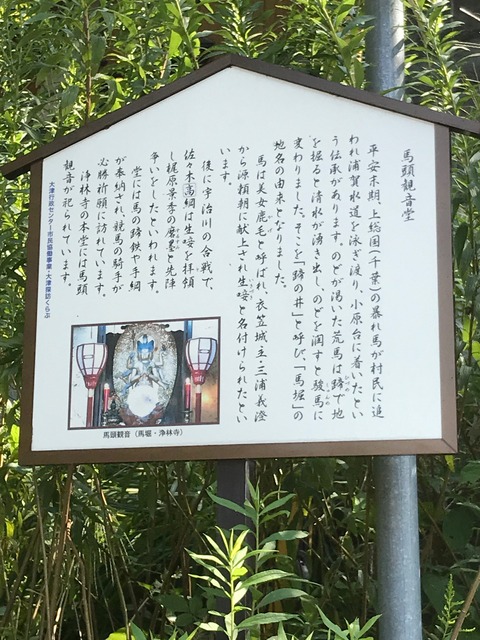 馬頭観音堂
平安末期、上総国(千葉)の暴れ馬が村民に追
われ浦賀水道を泳ぎ渡り、小原台に着いたとい
う伝承があります。のどが渇いた荒馬は蹄で地
を掘ると清水が湧き出し、のどを潤すと駿馬に
変わりました。そこを「蹄の井」と呼び、「馬堀」の
地名の由来となりました。
馬は美女鹿毛と呼ばれ、衣笠城主・三浦義澄
から源頼朝に献上され生唼と名付けられたとい
います。
後に宇治川の合戦で、
佐々木高綱は生唼を拝領
し梶原景季の磨墨と先陣
争いをしたといわれます。
堂には馬の蹄鉄や手綱
が奉納され、競馬の騎手が
必勝祈願に訪れています。
浄林寺の本堂には馬頭
観音が祀られています。
大津行政センター市民協働事業・大津探訪くらぶ
馬頭観音(馬堀・浄林寺)